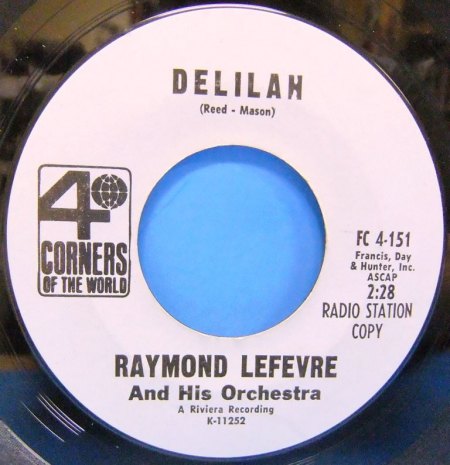 DELILAH
(Reed - Mason)
4
CORNERS
OF THE WORLD
FC 4-151
Francis, Day
& Hunter, Inc.
ASCAP
2:28
RADIO STATION
COPY
RAYMOND LEFEVRE
And His Orchestra
A Riviera Recording
K-11252